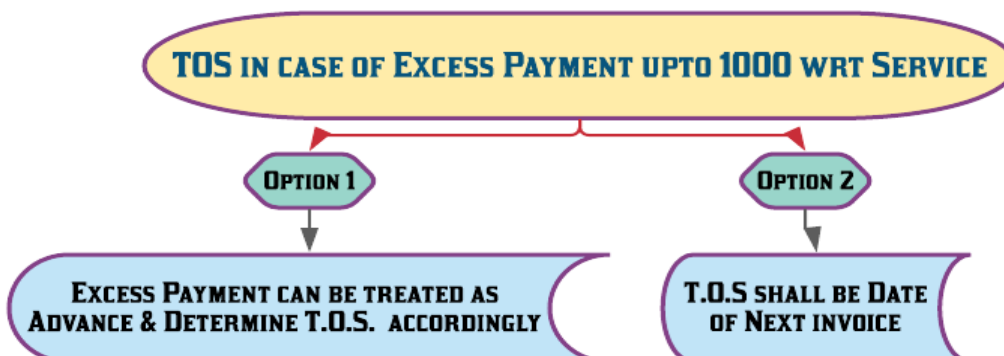 TOS IN CASE OF EXCESS PAYMENT UPTO 1000 WRT SERVICE
OPTION 1
OPTION 2
EXCESS PAYMENT CAN BE TREATED AS
ADVANCE & DETERMINE T.O.S. ACCORDINGLY
T.O.S SHALL BE DATE
OF NEXT INVOICE